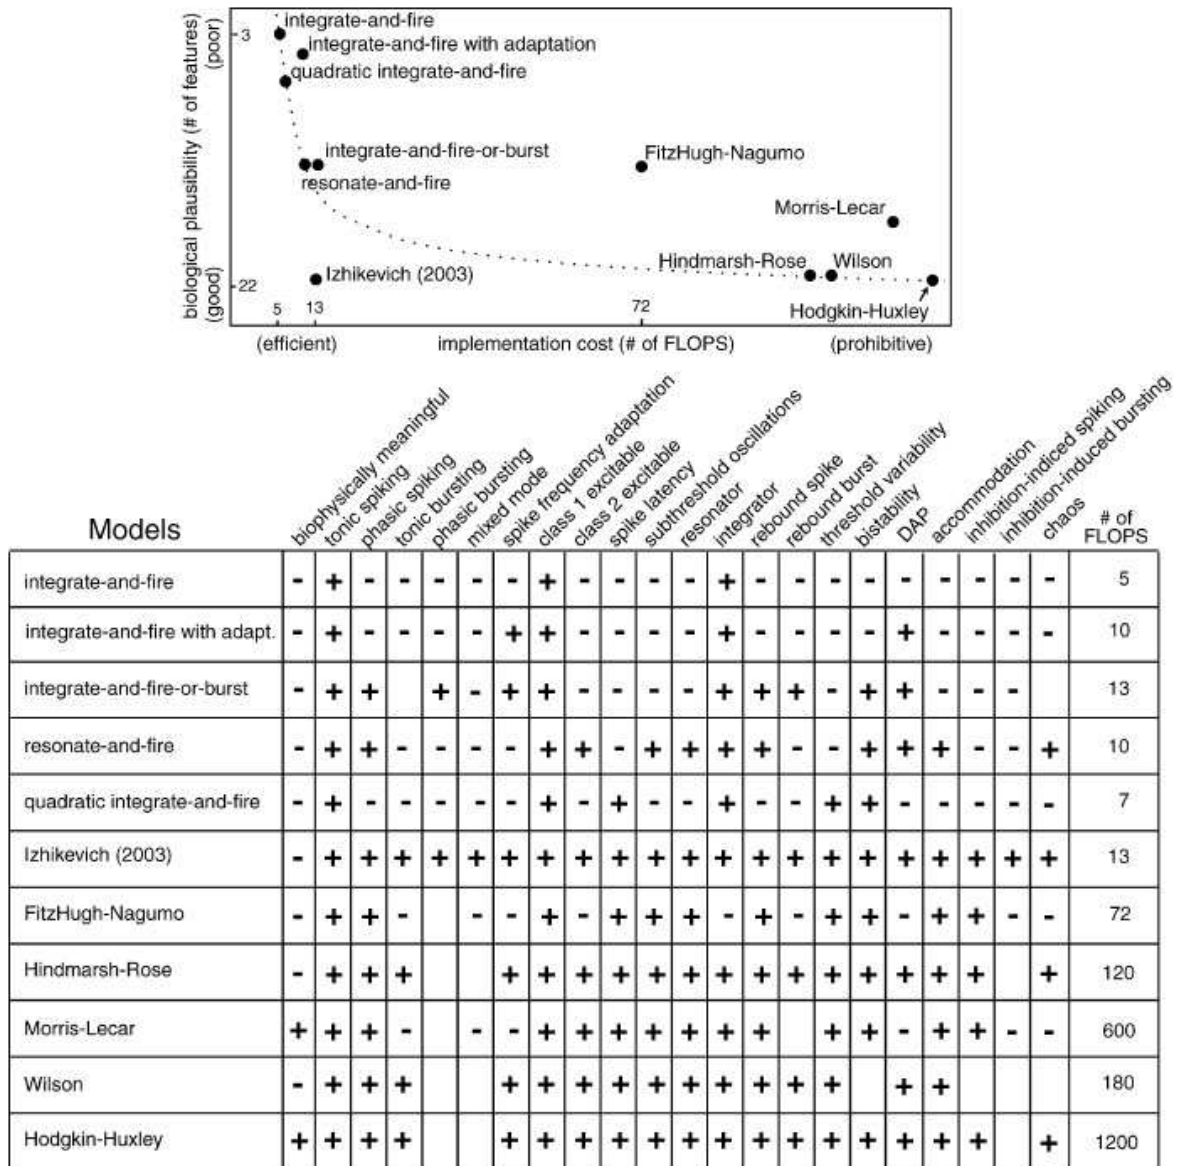 integrate-and-fire
3
integrate-and-fire with adaptation
quadratic integrate-and-fire
biological plausibility (# of features)
(poor)
(good)
integrate-and-fire-or-burst
FitzHugh-Nagumo
resonate-and-fire
Morris-Lecar
Hindmarsh-Rose
Wilson
Izhikevich (2003)
22
Hodgkin-Huxley
5
13
72
(efficient)
implementation cost (# of FLOPS)
(prohibitive)
Models
biophysically meaningful
tonic spiking
phasic spiking
tonic bursting
phasic bursting
mixed mode
spike frequency adaptation
class 1 excitable
class 2 excitable
spike latency
subthreshold oscillations
resonator
integrator
rebound spike
rebound burst
threshold variability
bistability
DAP
accommodation
inhibition-indiced spiking
inhibition-induced bursting
chaos
# of
FLOPS
integrate-and-fire - + - - - - - + - - - - + - - - - - - - - - 5
integrate-and-fire with adapt. - + - - - - + + - - - - + - - - - + - - - - 10
integrate-and-fire-or-burst - + + + - + + - - - - + + + - + + - - - 13
resonate-and-fire - + + - - - - + + - + + + + - - + + + - - + 10
quadratic integrate-and-fire - + - - - - - + - + - - + - - + + - - - - - 7
Izhikevich (2003) - + + + + + + + + + + + + + + + + + + + + + 13
FitzHugh-Nagumo - + + - - - + - + + + - + - + + - + + - - 72
Hindmarsh-Rose - + + + + + + + + + + + + + + + + + + 120
Morris-Lecar + + + - - - + + + + + + + + + - + + - - 600
Wilson - + + + + + + + + + + + + + + + 180
Hodgkin-Huxley + + + + + + + + + + + + + + + + + + + 1200